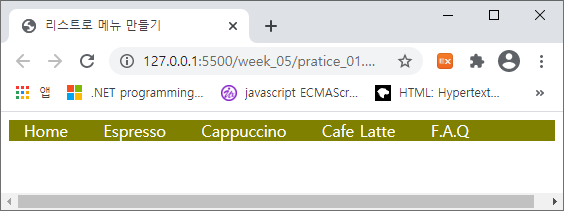 리스트로 메뉴 만들기
127.0.0.1:5500/week_05/pratice_01....
EX
앱 .NET programming... javascript ECMAScr... HTML: Hypertext... »
Home Espresso Cappuccino Cafe Latte F.A.Q